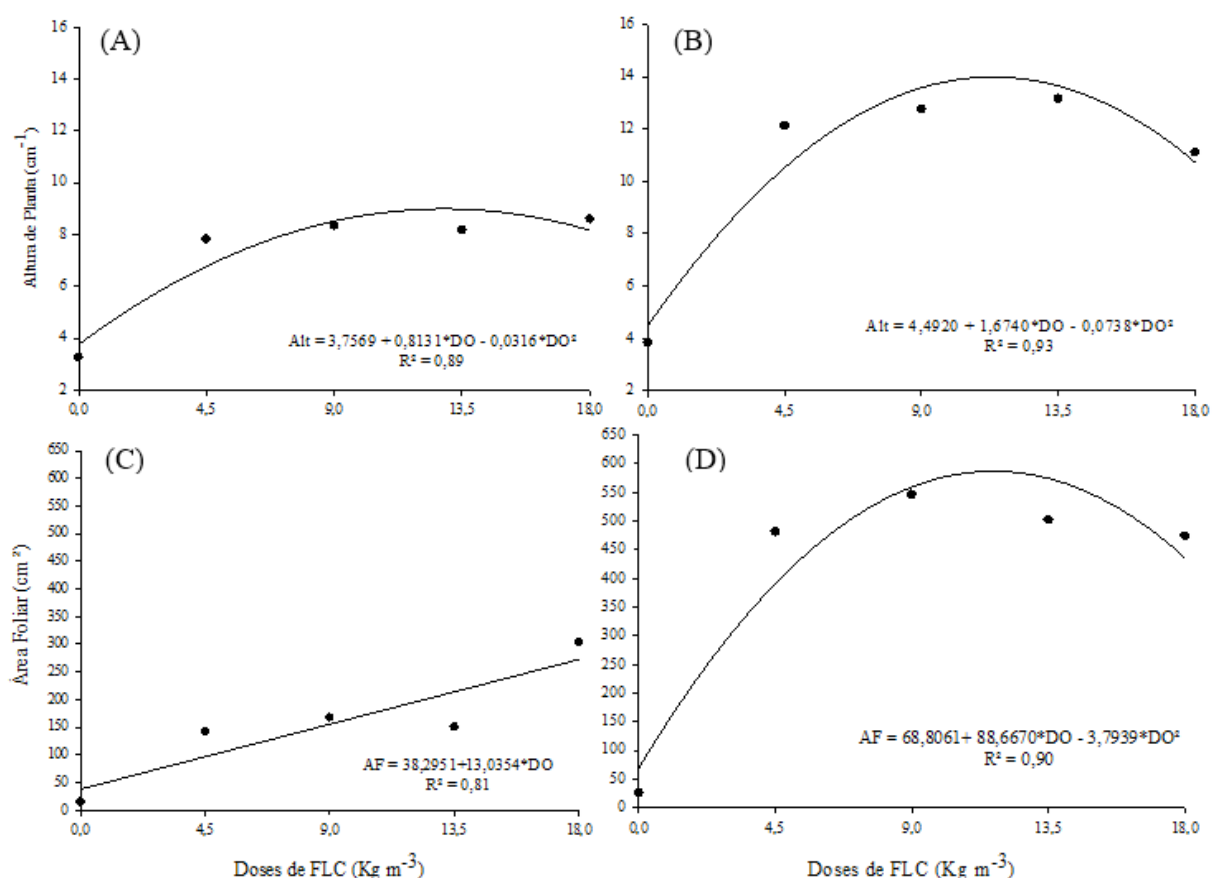 (A)
16
14
12
10
8
6
4
2
Altura de Planta (cm⁻¹)
Alt = 3,7569 + 0,8131*DO - 0,0316*DO²
R² = 0,89
0,0 4,5 9,0 13,5 18,0
(B)
16
14
12
10
8
6
4
2
Alt = 4,4920 + 1,6740*DO - 0,0738*DO²
R² = 0,93
0,0 4,5 9,0 13,5 18,0
(C)
650
600
550
500
450
400
350
300
250
200
150
100
50
0
Área Foliar (cm²)
AF = 38,2951+13,0354*DO
R² = 0,81
0,0 4,5 9,0 13,5 18,0
Doses de FLC (Kg m⁻³)
(D)
650
600
550
500
450
400
350
300
250
200
150
100
50
0
AF = 68,8061+ 88,6670*DO - 3,7939*DO²
R² = 0,90
0,0 4,5 9,0 13,5 18,0
Doses de FLC (Kg m⁻³)